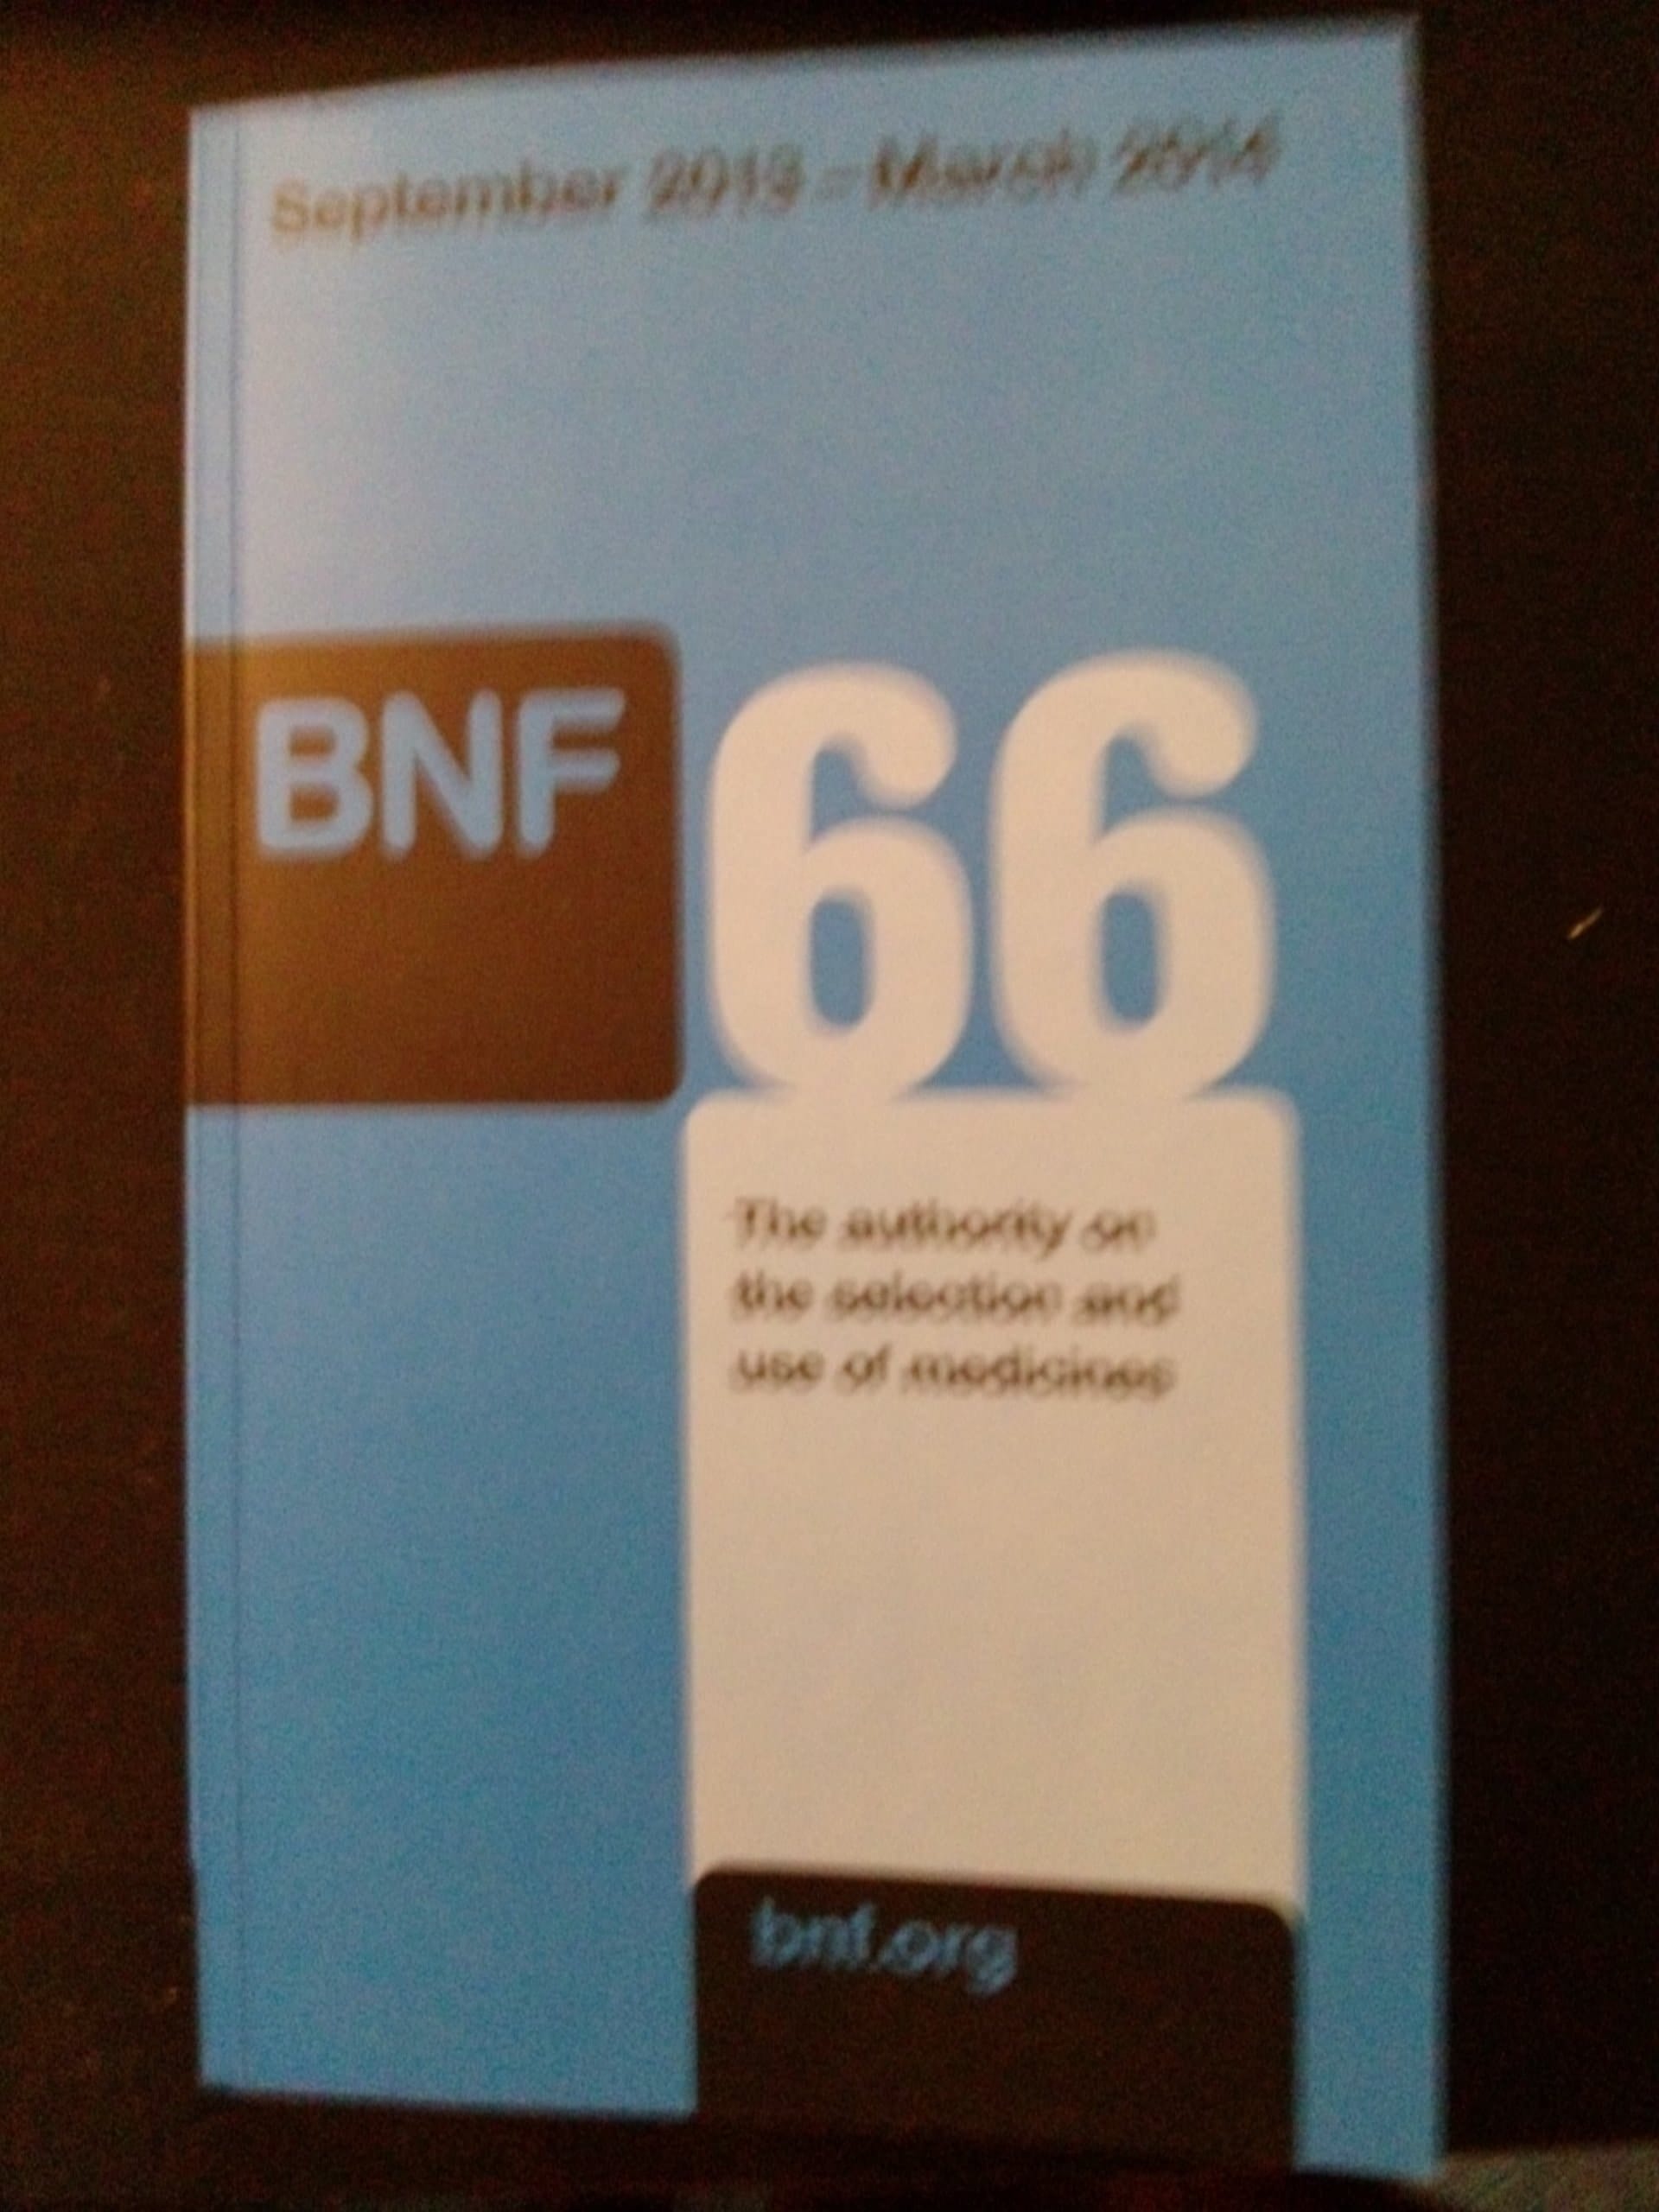 September 2013 – March 2014
BNF
66
The authority on
the selection and
use of medicines
bnf.org